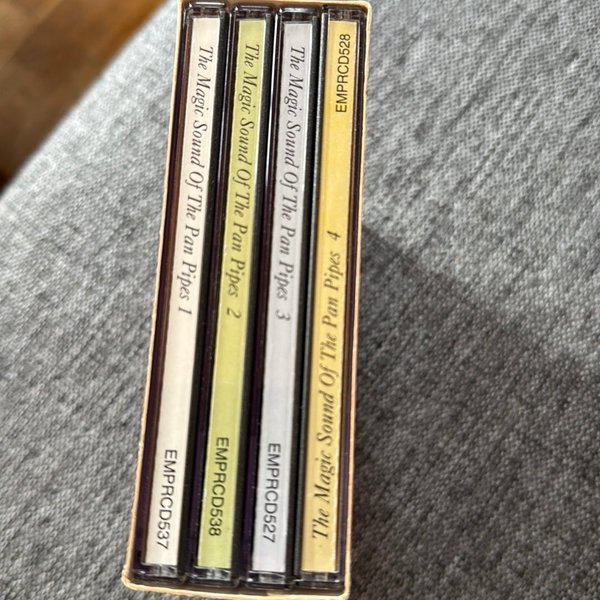 The Magic Sound Of The Pan Pipes 1
EMPRCD537
The Magic Sound Of The Pan Pipes 2
EMPRCD538
The Magic Sound Of The Pan Pipes 3
EMPRCD527
The Magic Sound Of The Pan Pipes 4
EMPRCD528